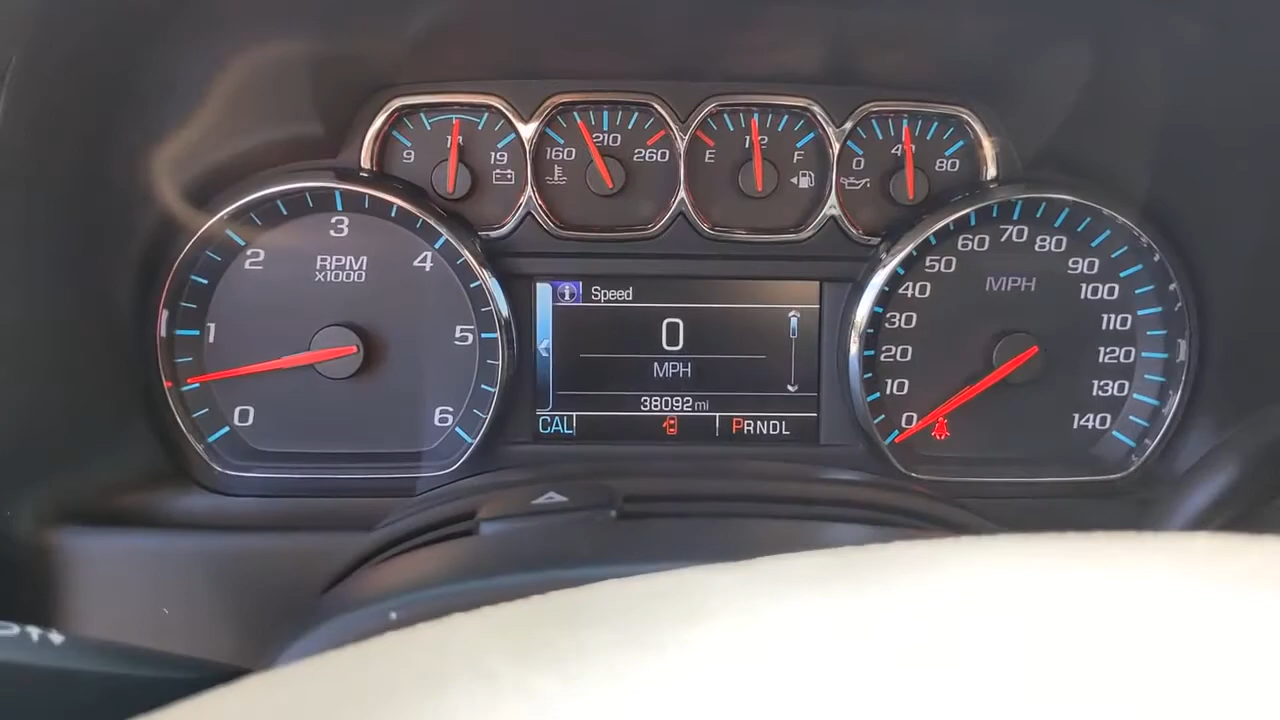 9 19
160 210 260
E 1/2 F
0 40 80
0 1 2 3 4 5 6
RPM
x1000
Speed
0
MPH
38092 mi
CAL
PRNDL
0 10 20 30 40 50 60 70 80 90 100 110 120 130 140
MPH